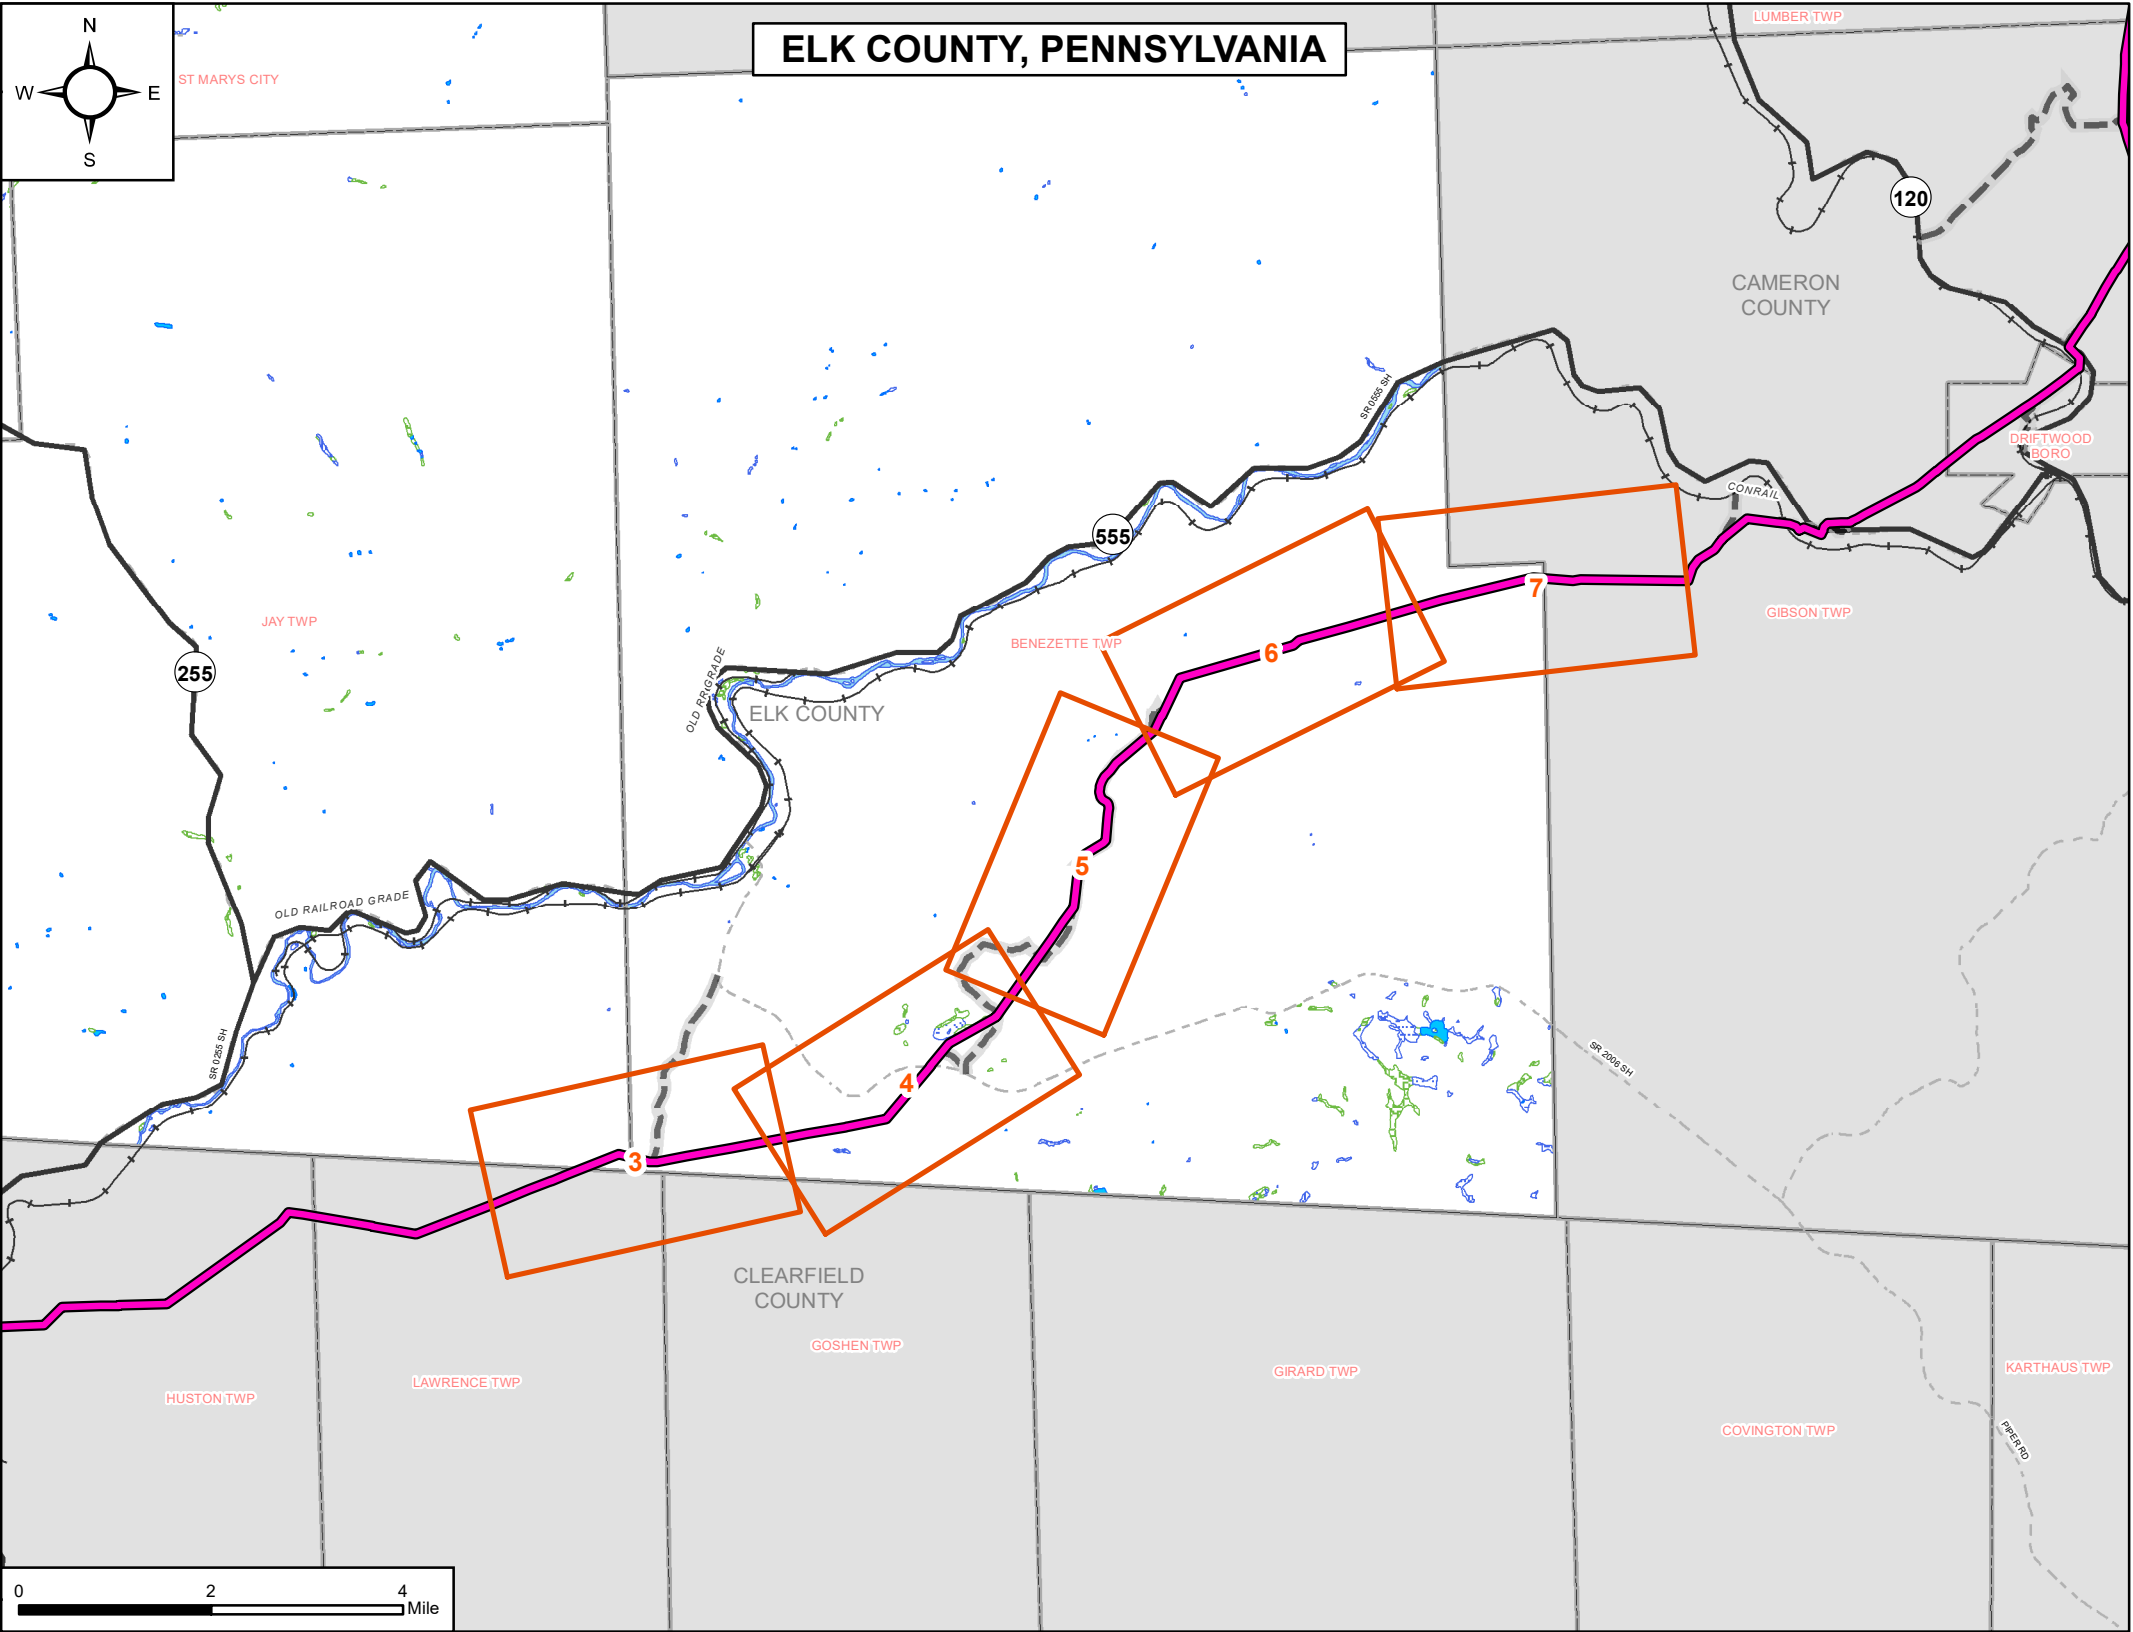 LUMBER TWP
N
ELK COUNTY, PENNSYLVANIA
ST MARYS CITY
W
E
S
120
CAMERON
COUNTY
SR 0555 SH
DRIFTWOOD
BORO
CONRAIL
555
7
GIBSON TWP
JAY TWP
BENEZETTE TWP
6
255
OLD RR GRADE
ELK COUNTY
5
OLD RAILROAD GRADE
SR 0255 SH
SR 2006 SH
4
3
CLEARFIELD
COUNTY
GOSHEN TWP
GIRARD TWP
KARTHAUS TWP
LAWRENCE TWP
HUSTON TWP
COVINGTON TWP
PIPER RD
0
2
4
Mile